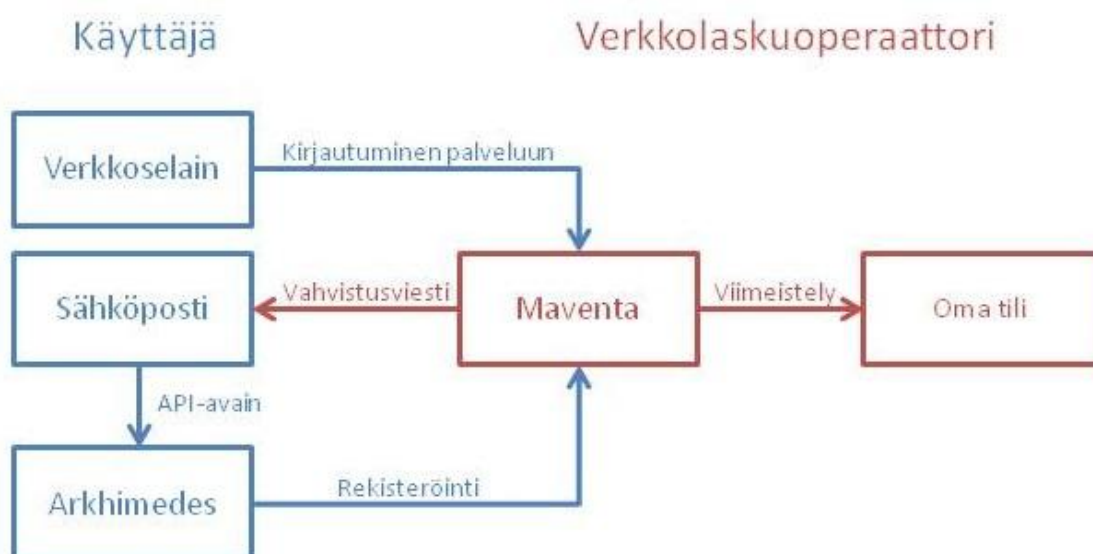 Käyttäjä
Verkkolaskuoperaattori
Verkkoselain
Kirjautuminen palveluun
Sähköposti
Vahvistusviesti
Maventa
Viimeistely
Oma tili
API-avain
Arkhimedes
Rekisteröinti